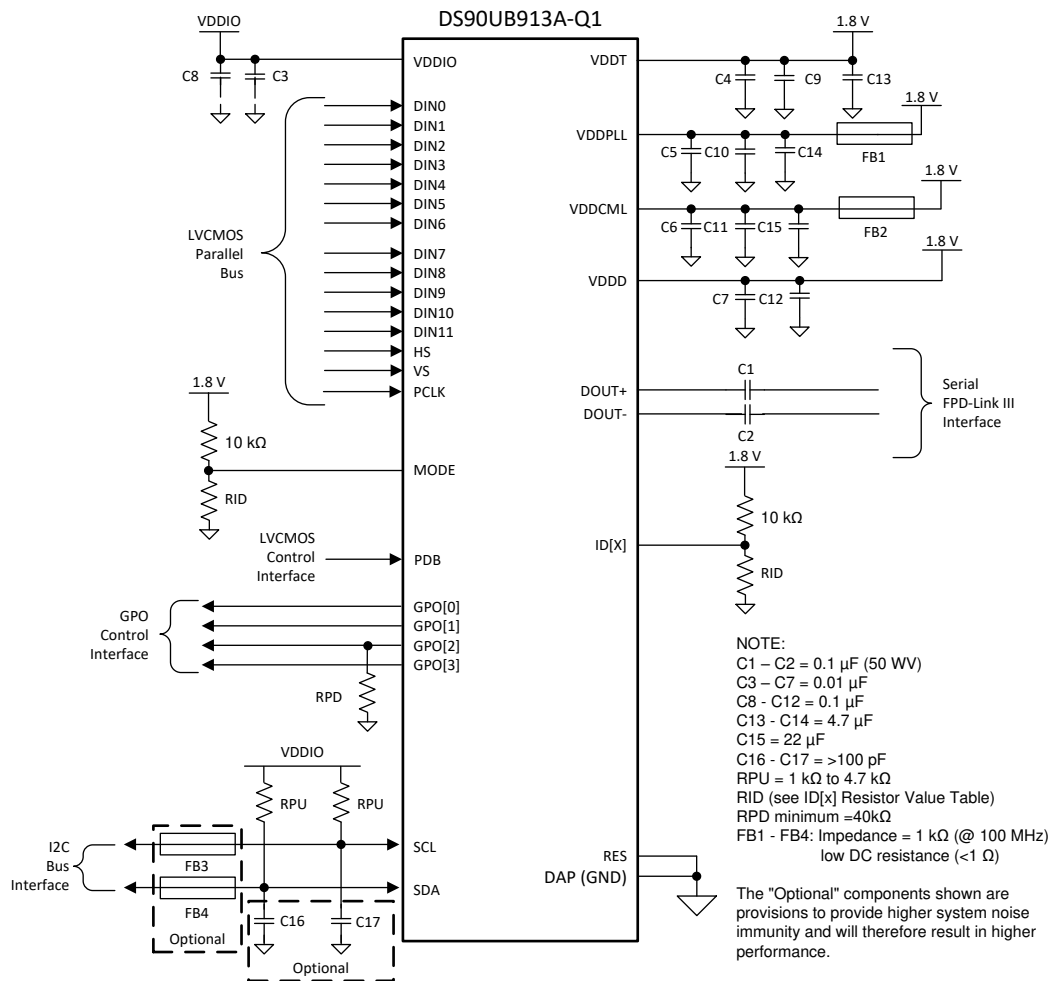 DS90UB913A-Q1
VDDIO
C8
C3
VDDIO
DIN0
DIN1
DIN2
DIN3
DIN4
DIN5
DIN6
DIN7
DIN8
DIN9
DIN10
DIN11
HS
VS
PCLK
LVCMOS
Parallel
Bus
1.8 V
10 kΩ
MODE
RID
LVCMOS
Control
Interface
PDB
GPO
Control
Interface
GPO[0]
GPO[1]
GPO[2]
GPO[3]
RPD
VDDIO
RPU
RPU
I2C
Bus
Interface
FB3
FB4
Optional
SCL
SDA
C16
C17
Optional
1.8 V
VDDT
C4
C9
C13
1.8 V
VDDPLL
C5
C10
C14
FB1
1.8 V
VDDCML
C6
C11
C15
FB2
1.8 V
VDDD
C7
C12
DOUT+
DOUT-
C1
C2
Serial
FPD-Link III
Interface
1.8 V
10 kΩ
ID[X]
RID
RES
DAP (GND)
NOTE:
C1 – C2 = 0.1 µF (50 WV)
C3 – C7 = 0.01 µF
C8 - C12 = 0.1 µF
C13 - C14 = 4.7 µF
C15 = 22 µF
C16 - C17 = >100 pF
RPU = 1 kΩ to 4.7 kΩ
RID (see ID[x] Resistor Value Table)
RPD minimum =40kΩ
FB1 - FB4: Impedance = 1 kΩ (@ 100 MHz)
low DC resistance (<1 Ω)
The "Optional" components shown are
provisions to provide higher system noise
immunity and will therefore result in higher
performance.